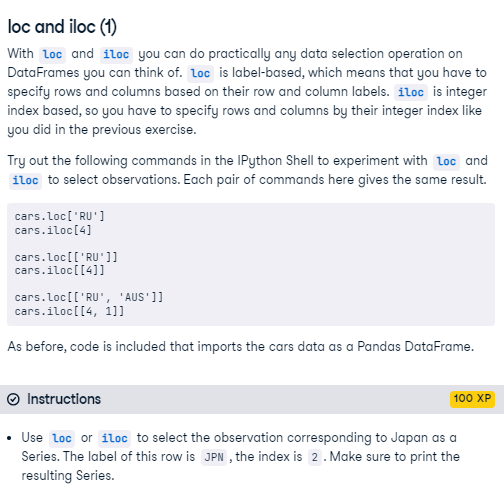 loc and iloc (1)
With loc and iloc you can do practically any data selection operation on
DataFrames you can think of. loc is label-based, which means that you have to
specify rows and columns based on their row and column labels. iloc is integer
index based, so you have to specify rows and columns by their integer index like
you did in the previous exercise.
Try out the following commands in the IPython Shell to experiment with loc and
iloc to select observations. Each pair of commands here gives the same result.
cars.loc['RU']
cars.iloc[4]
cars.loc[['RU']]
cars.iloc[[4]]
cars.loc[['RU', 'AUS']]
cars.iloc[[4, 1]]
As before, code is included that imports the cars data as a Pandas DataFrame.
Instructions 100 XP
• Use loc or iloc to select the observation corresponding to Japan as a
Series. The label of this row is JPN, the index is 2. Make sure to print the
resulting Series.